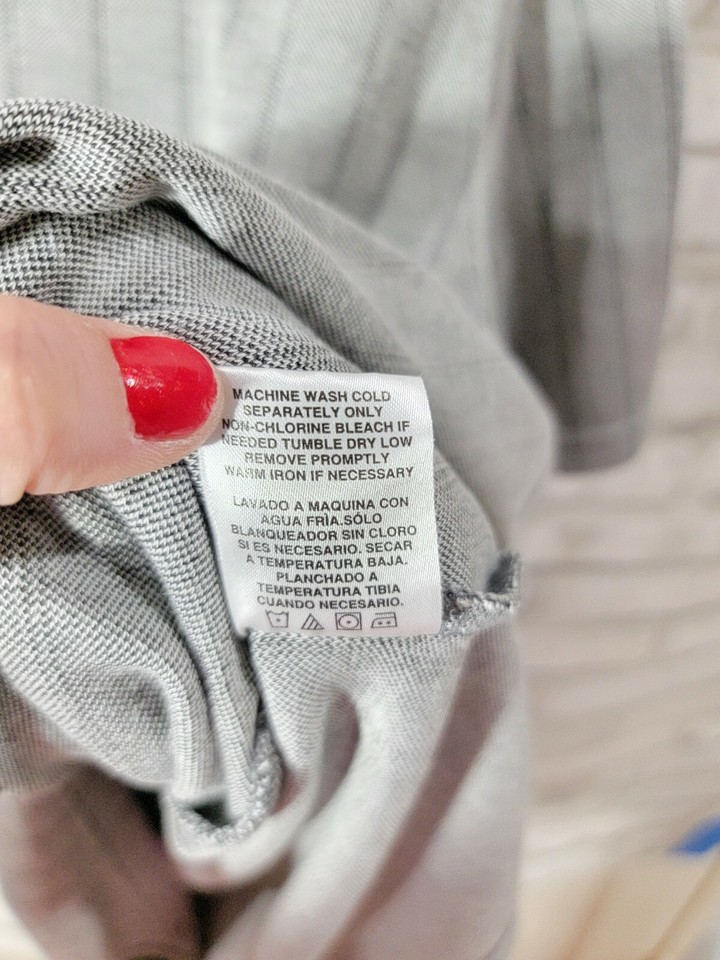 MACHINE WASH COLD
SEPARATELY ONLY
NON-CHLORINE BLEACH IF
NEEDED TUMBLE DRY LOW
REMOVE PROMPTLY
WARM IRON IF NECESSARY
LAVADO A MAQUINA CON
AGUA FRÌA.SÓLO
BLANQUEADOR SIN CLORO
SI ES NECESARIO. SECAR
A TEMPERATURA BAJA.
PLANCHADO A
TEMPERATURA TIBIA
CUANDO NECESARIO.